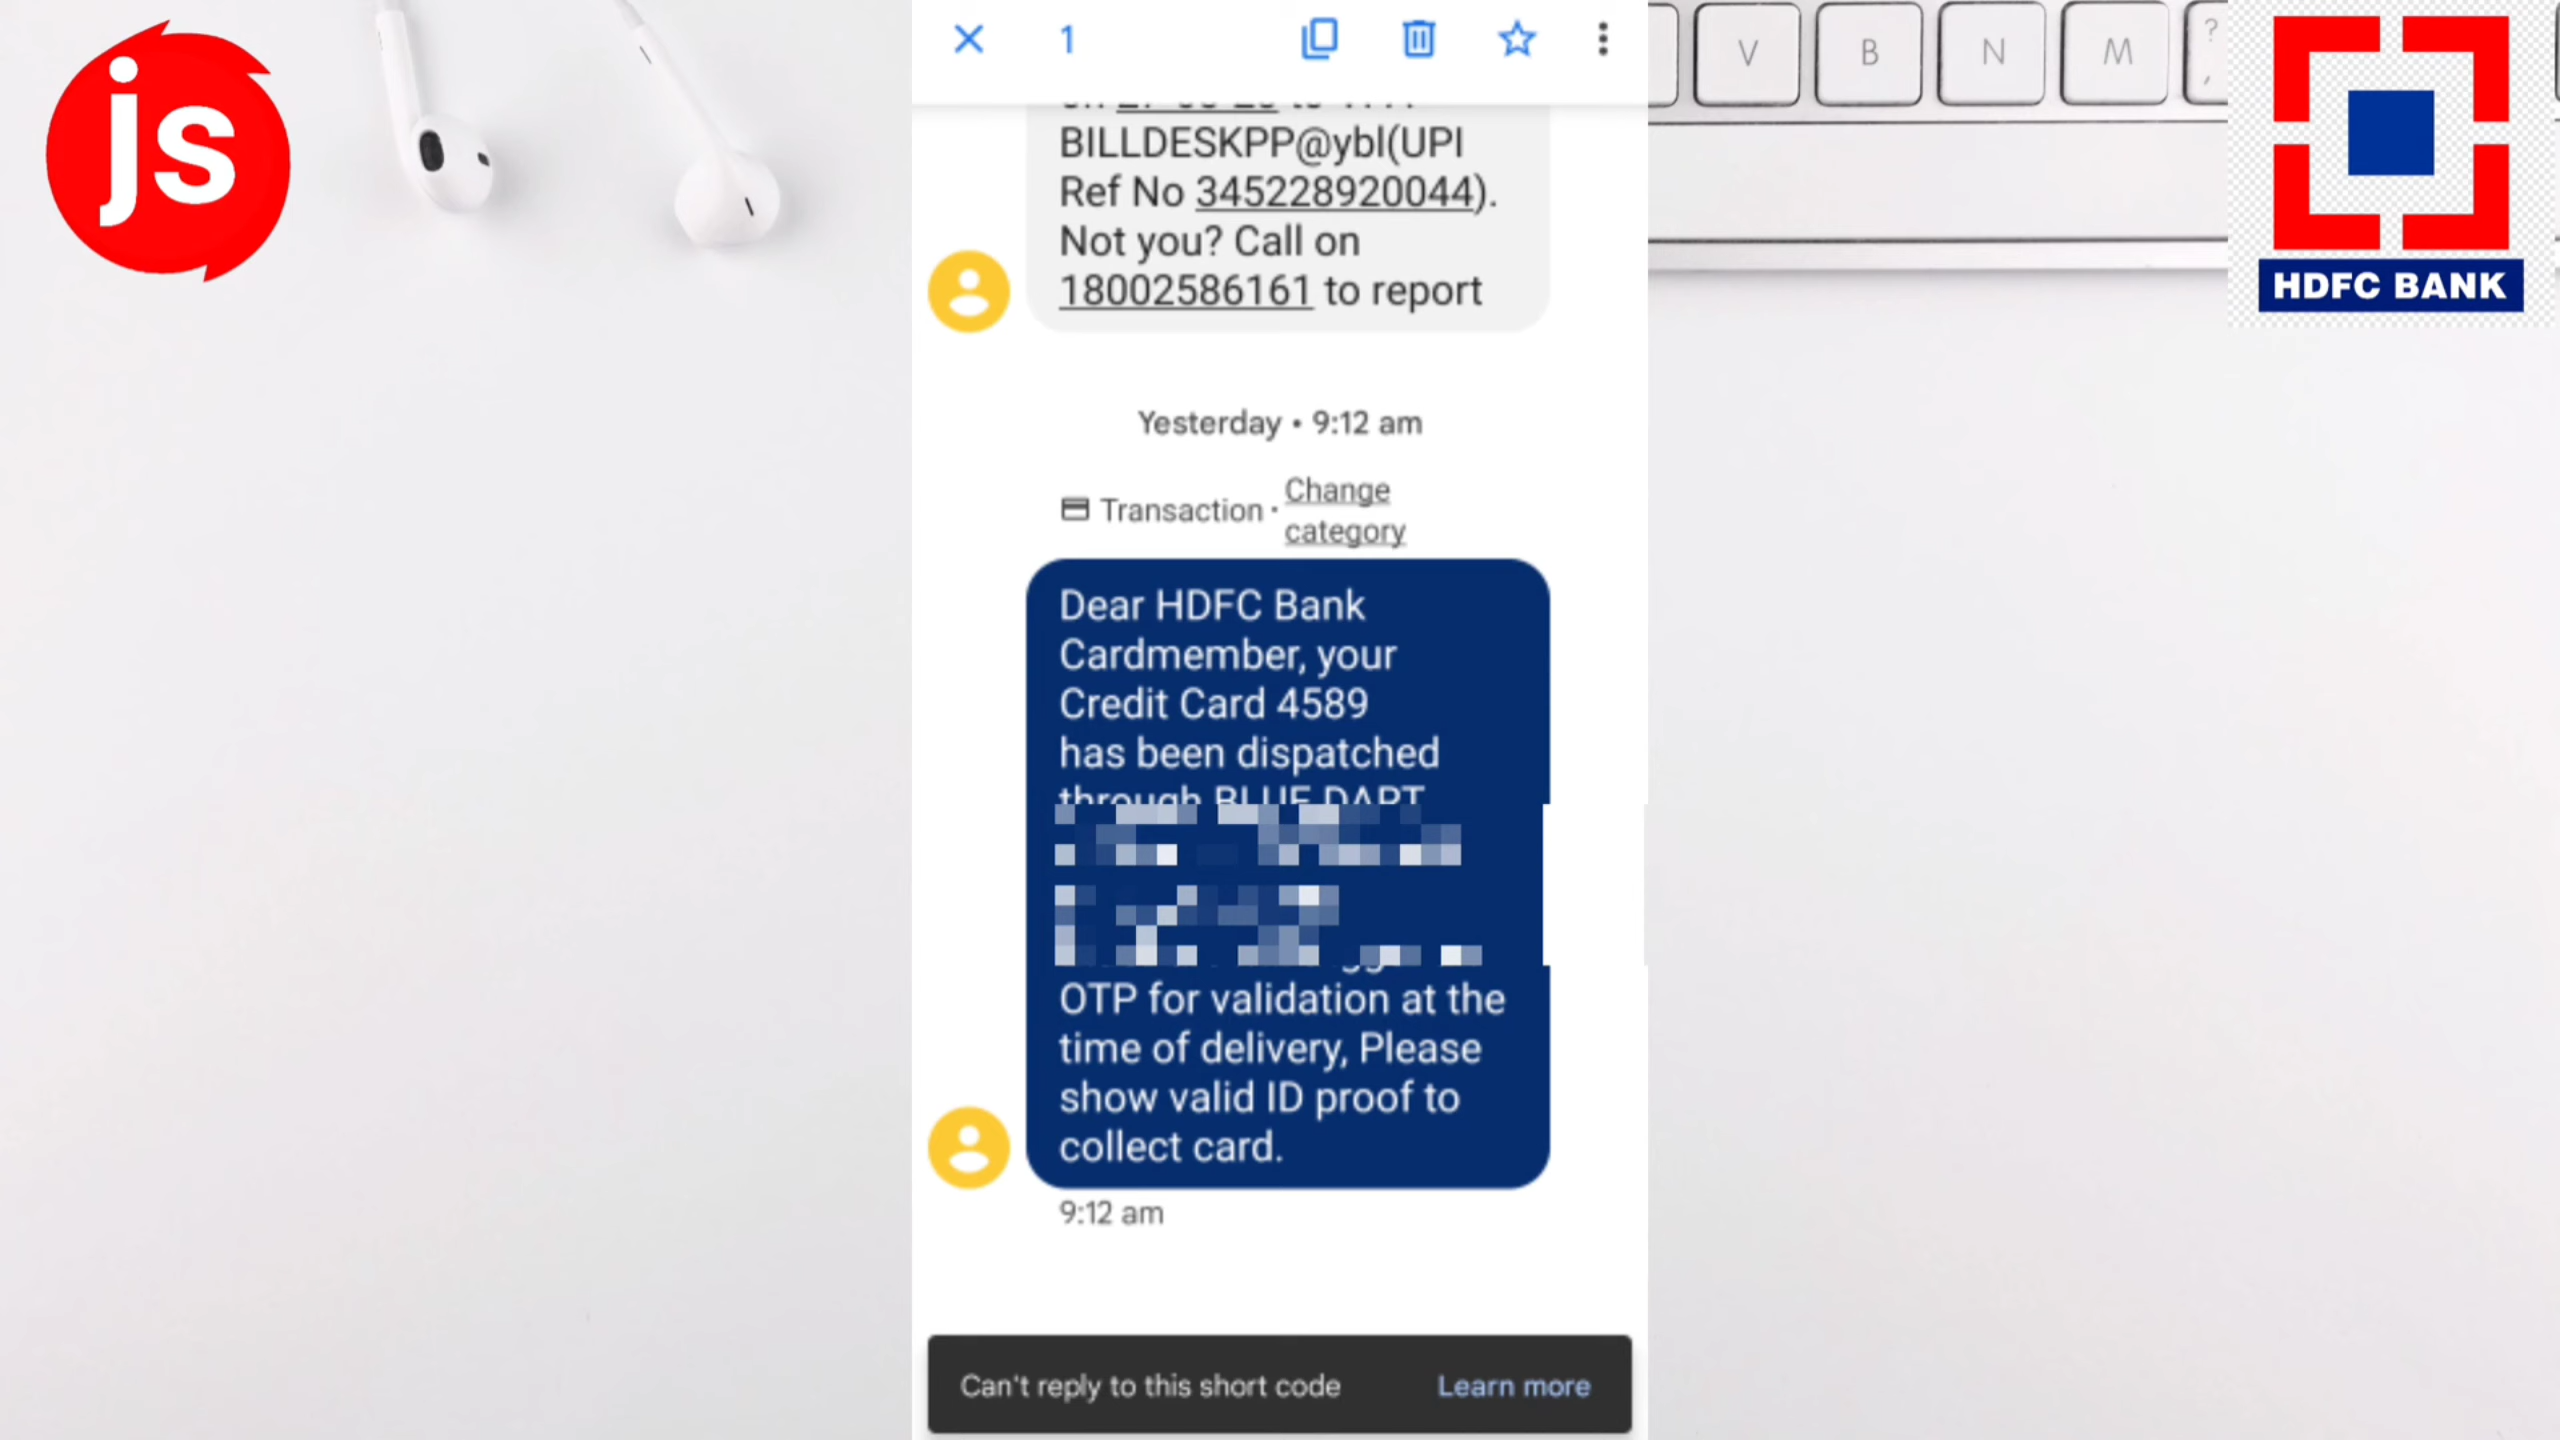 js
1
V B N M ? ,
HDFC BANK
BILLDESKPP@ybl(UPI
Ref No 345228920044).
Not you? Call on
18002586161 to report
Yesterday • 9:12 am
Transaction • Change
category
Dear HDFC Bank
Cardmember, your
Credit Card 4589
has been dispatched
through BLUE DART
OTP for validation at the
time of delivery, Please
show valid ID proof to
collect card.
9:12 am
Can't reply to this short code Learn more